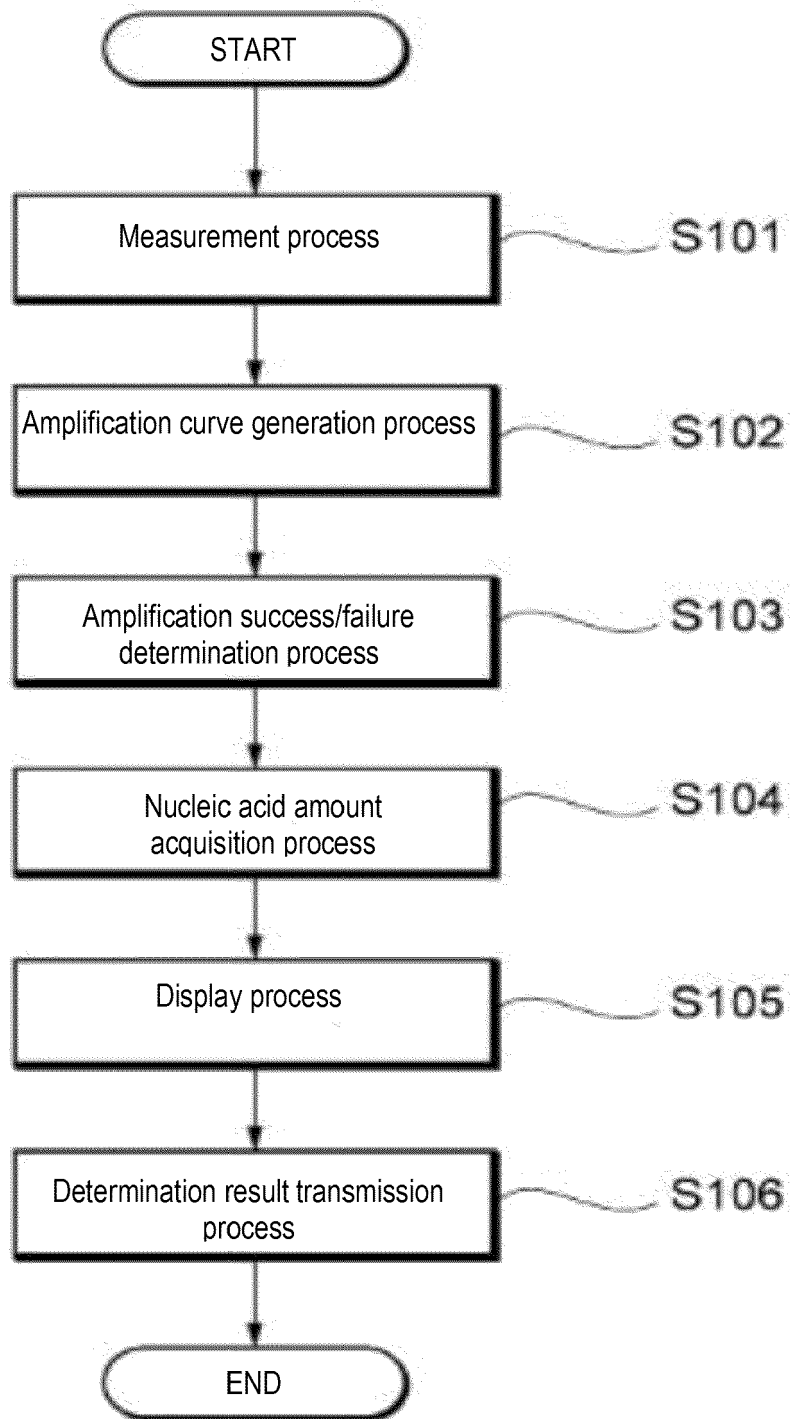 START
Measurement process
S101
Amplification curve generation process
S102
Amplification success/failure
determination process
S103
Nucleic acid amount
acquisition process
S104
Display process
S105
Determination result transmission
process
S106
END